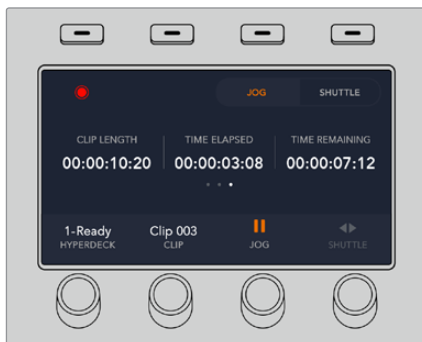 JOG SHUTTLE
CLIP LENGTH TIME ELAPSED TIME REMAINING
00:00:10:20 00:00:03:08 00:00:07:12
1-Ready Clip 003
HYPERDECK CLIP JOG SHUTTLE